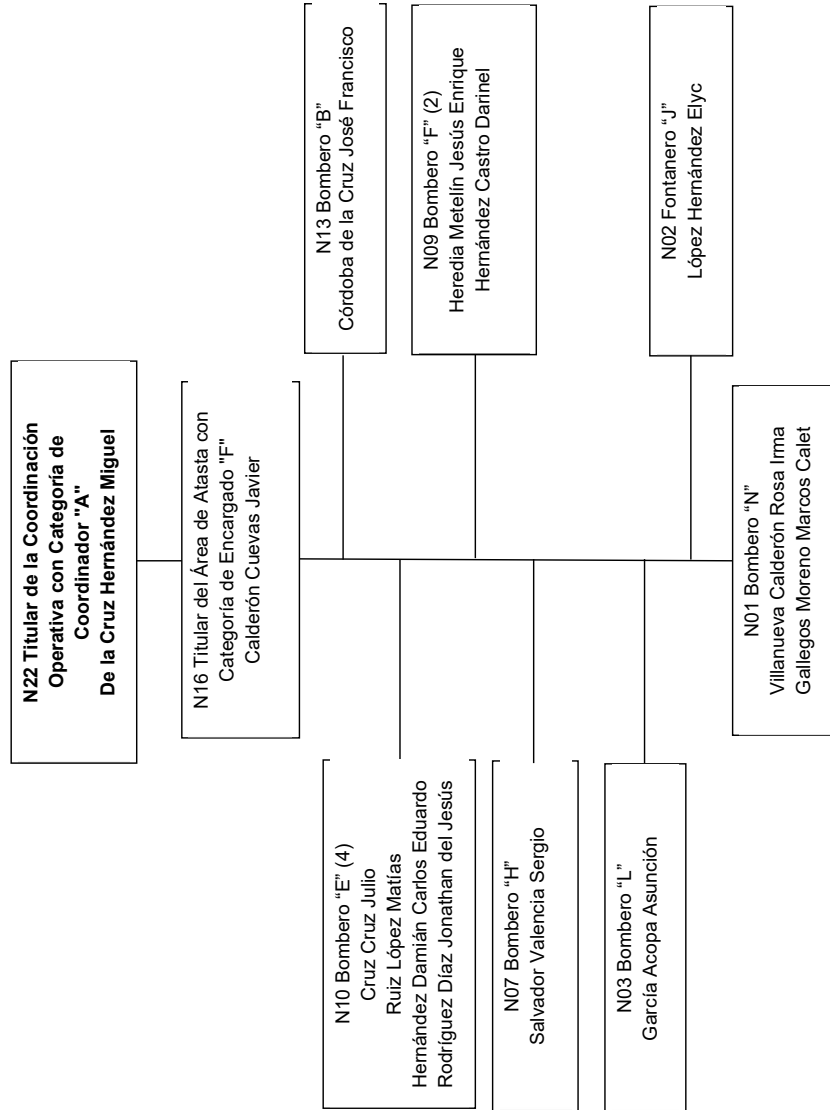 N22 Titular de la Coordinación
Operativa con Categoría de
Coordinador "A"
De la Cruz Hernández Miguel
N16 Titular del Área de Atasta con
Categoría de Encargado "F"
Calderón Cuevas Javier
N13 Bombero “B”
Córdoba de la Cruz José Francisco
N10 Bombero “E” (4)
Cruz Cruz Julio
Ruiz López Matías
Hernández Damián Carlos Eduardo
Rodríguez Díaz Jonathan del Jesús
N09 Bombero “F” (2)
Heredia Metelín Jesús Enrique
Hernández Castro Darinel
N07 Bombero “H”
Salvador Valencia Sergio
N03 Bombero “L”
García Acopa Asunción
N02 Fontanero “J”
López Hernández Elyc
N01 Bombero “N”
Villanueva Calderón Rosa Irma
Gallegos Moreno Marcos Calet